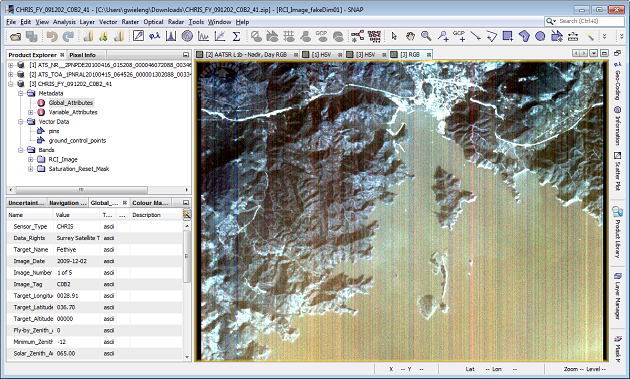 CHRIS_FY_091202_C0B2_41 - [C:\Users\gwieleng\Downloads\CHRIS_FY_091202_C0B2_41.zip] - [RCI_Image_fakeDim01] - SNAP
File Edit View Analysis Layer Vector Raster Optical Radar Tools Window Help
Search (Ctrl+I)
GCP
Product Explorer Pixel Info
[1] ATS_NR__2PNPDE20100416_015208_000046072088_00346
[2] ATS_TOA_1PNRAL20100415_064526_000001302088_00334
[3] CHRIS_FY_091202_C0B2_41
Metadata
Global_Attributes
Variable_Attributes
Vector Data
pins
ground_control_points
Bands
RCI_Image
Saturation_Reset_Mask
[2] AATSR L1b - Nadir, Day RGB [1] HSV [3] HSV [3] RGB
Uncertaint... Navigation ... Global_... Colour Ma...
Name Value T... ... Description
Sensor_Type CHRIS ascii
Data_Rights Surrey Satellite T ascii
Target_Name Fethiye ascii
Image_Date 2009-12-02 ascii
Image_Number 1 of 5 ascii
Image_Tag C0B2 ascii
Target_Longitu 0028.91 ascii
Target_Latitude 036.70 ascii
Target_Altitude 00000 ascii
Fly-by_Zenith_A 0 ascii
Minimum_Zenith -12 ascii
Solar_Zenith_An 065.00 ascii
Geo-Coding
Information
Scatter Plot
Product Library
Layer Manager
Mask M
X -- Y -- Lat -- Lon -- Zoom -- Level --